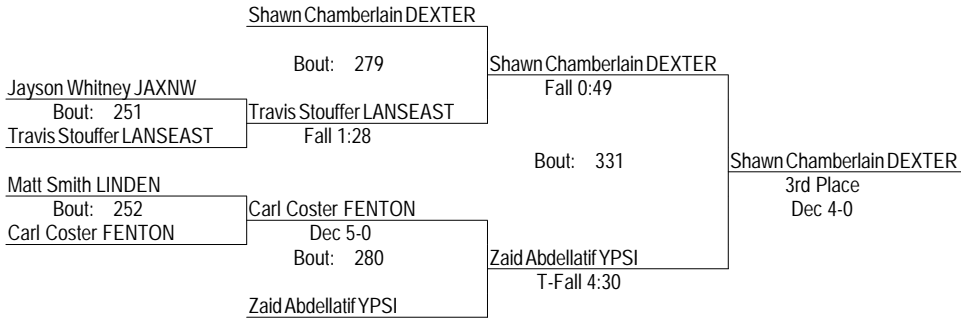 Shawn Chamberlain DEXTER
Bout: 279
Shawn Chamberlain DEXTER
Fall 0:49
Jayson Whitney JAXNW
Bout: 251
Travis Stouffer LANSEAST
Travis Stouffer LANSEAST
Fall 1:28
Bout: 331
Shawn Chamberlain DEXTER
3rd Place
Dec 4-0
Matt Smith LINDEN
Bout: 252
Carl Coster FENTON
Carl Coster FENTON
Dec 5-0
Bout: 280
Zaid Abdellatif YPSI
T-Fall 4:30
Zaid Abdellatif YPSI